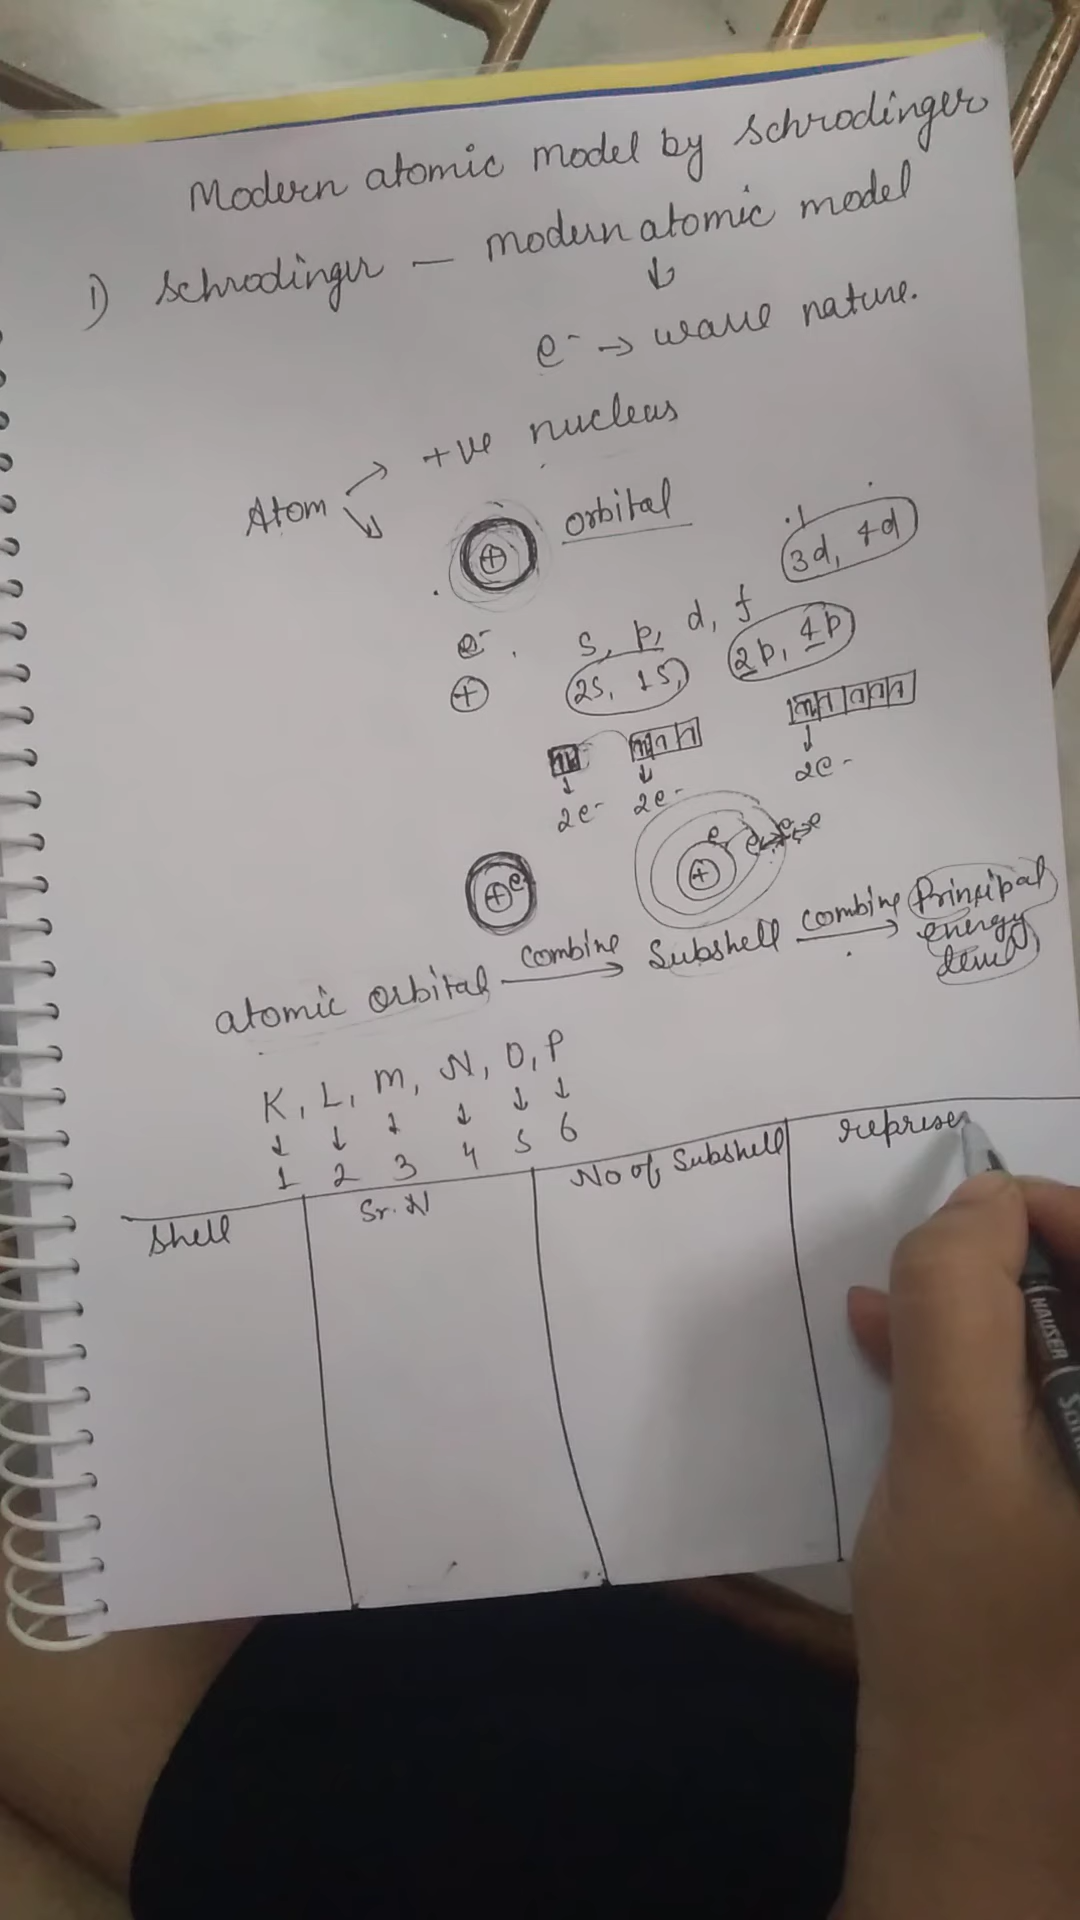 Modern atomic model by Schrodinger
1) Schrodinger — modern atomic model
↓
e⁻ → wave nature.
Atom → +ve nucleus
orbital
+
3d, 4d
e⁻. s, p, d, f
+
2s, 1s, 2p, 4p
2e⁻ 2e⁻ 2e⁻
+ e
+ e e e e
atomic orbital combine → Subshell combine → Principal
energy
K, L, M, N, O, P
↓ ↓ ↓ ↓ ↓ ↓
1 2 3 4 5 6
Shell Sr. N No of Subshell represe
HAUSER